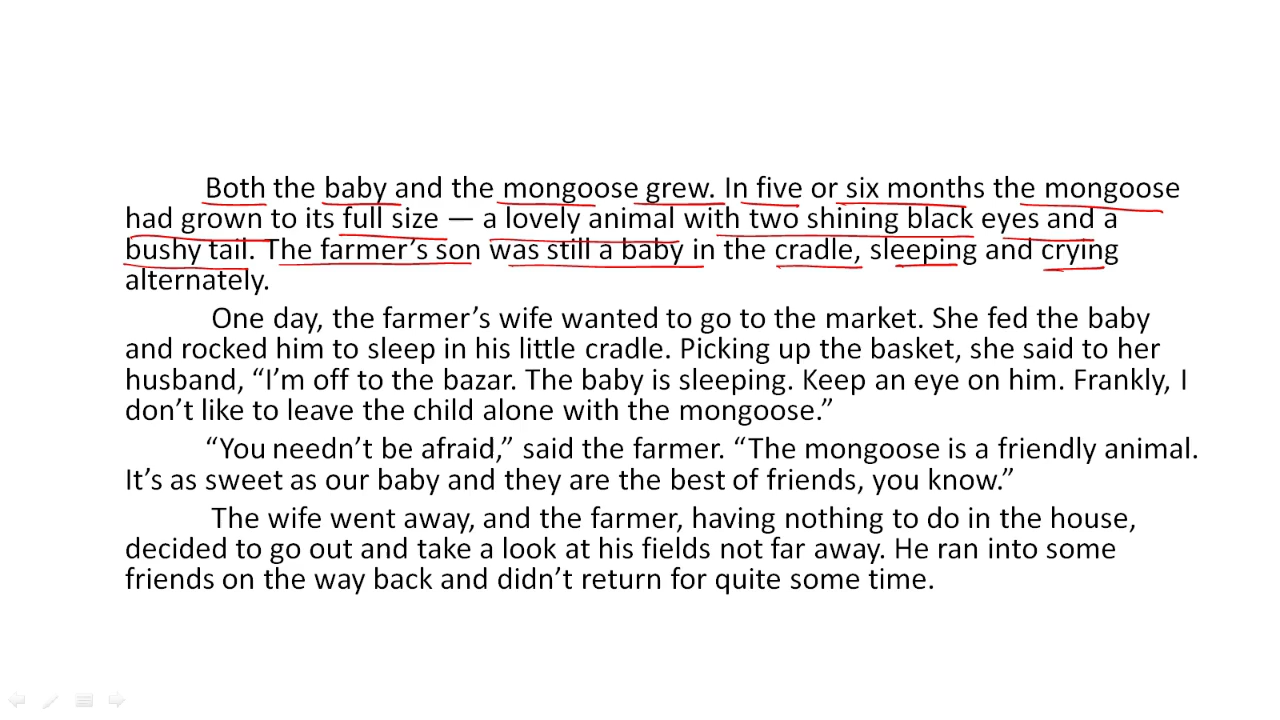 Both the baby and the mongoose grew. In five or six months the mongoose
had grown to its full size — a lovely animal with two shining black eyes and a
bushy tail. The farmer’s son was still a baby in the cradle, sleeping and crying
alternately.
One day, the farmer’s wife wanted to go to the market. She fed the baby
and rocked him to sleep in his little cradle. Picking up the basket, she said to her
husband, “I’m off to the bazar. The baby is sleeping. Keep an eye on him. Frankly, I
don’t like to leave the child alone with the mongoose.”
“You needn’t be afraid,” said the farmer. “The mongoose is a friendly animal.
It’s as sweet as our baby and they are the best of friends, you know.”
The wife went away, and the farmer, having nothing to do in the house,
decided to go out and take a look at his fields not far away. He ran into some
friends on the way back and didn’t return for quite some time.